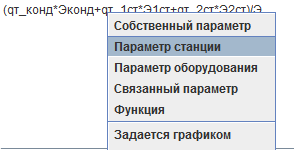 (qт_конд*Эконд+qт_1ст*Э1ст+qт_2ст*Э2ст)/Э
Собственный параметр
Параметр станции
Параметр оборудования
Связанный параметр
Функция
Задается графиком